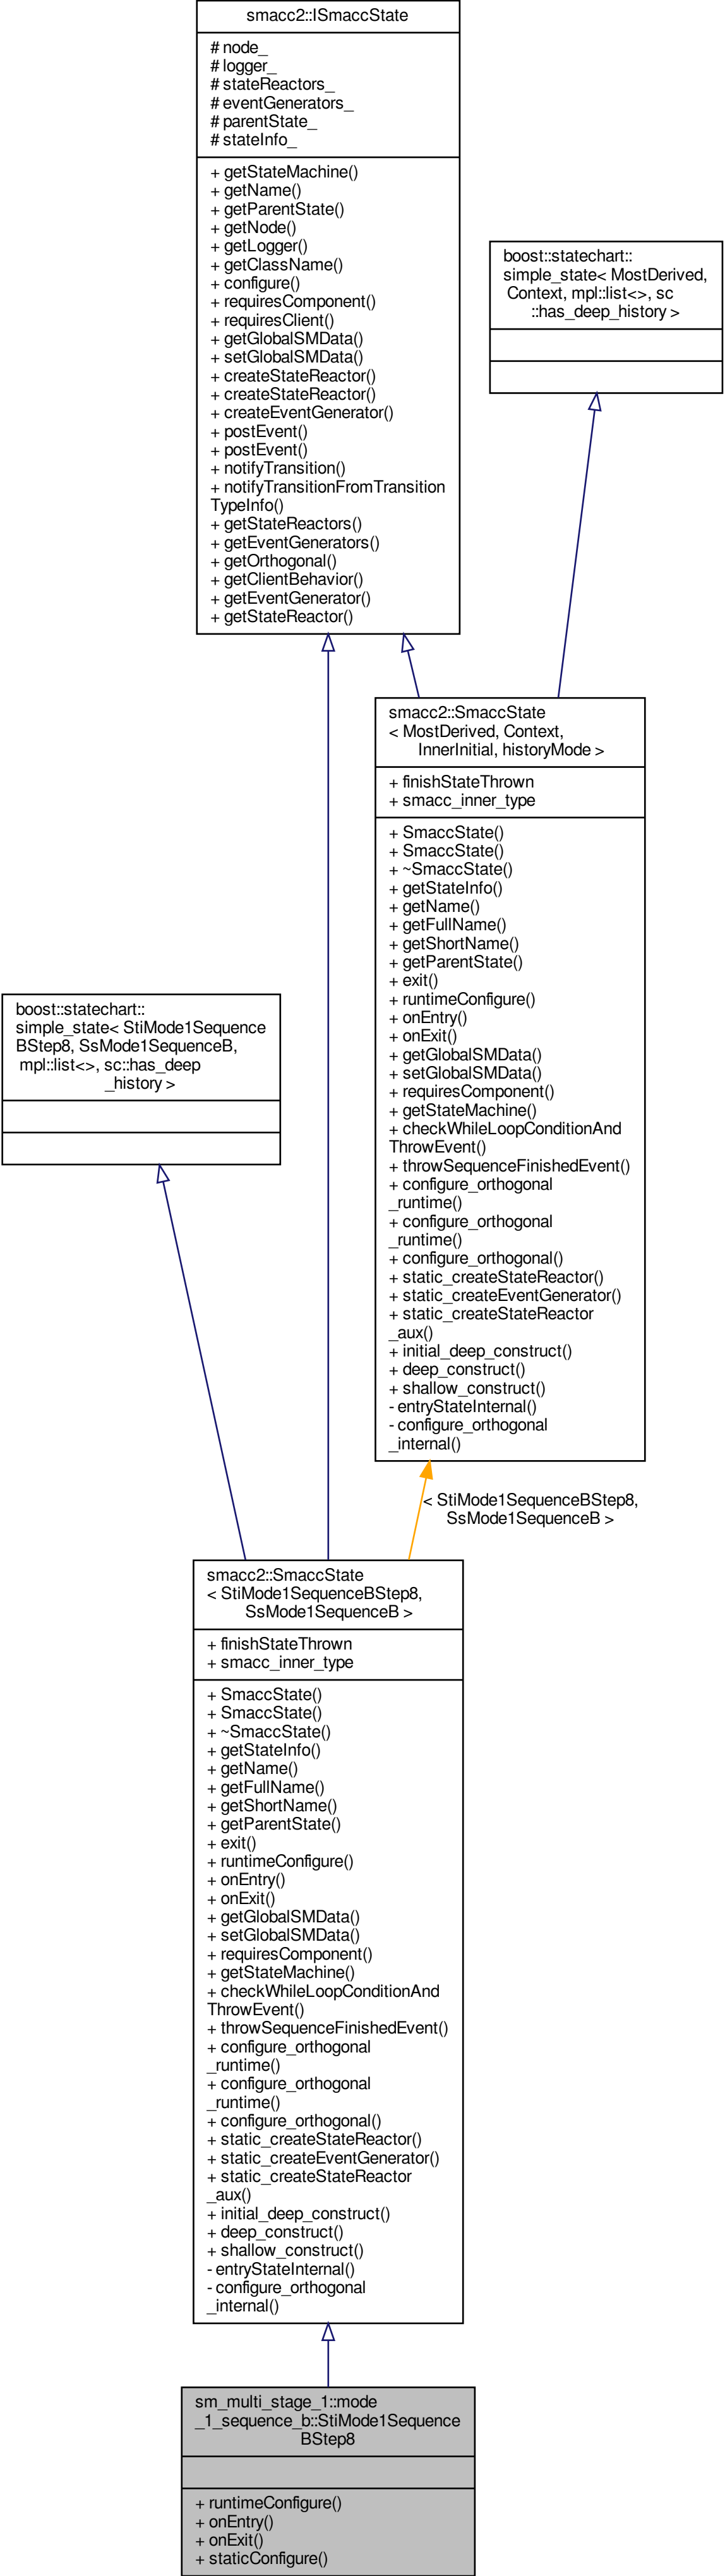 smacc2::ISmaccState
# node_
# logger_
# stateReactors_
# eventGenerators_
# parentState_
# stateInfo_
+ getStateMachine()
+ getName()
+ getParentState()
+ getNode()
+ getLogger()
+ getClassName()
+ configure()
+ requiresComponent()
+ requiresClient()
+ getGlobalSMData()
+ setGlobalSMData()
+ createStateReactor()
+ createStateReactor()
+ createEventGenerator()
+ postEvent()
+ postEvent()
+ notifyTransition()
+ notifyTransitionFromTransition
TypeInfo()
+ getStateReactors()
+ getEventGenerators()
+ getOrthogonal()
+ getClientBehavior()
+ getEventGenerator()
+ getStateReactor()
boost::statechart::
simple_state< MostDerived,
Context, mpl::list<>, sc
::has_deep_history >
smacc2::SmaccState
< MostDerived, Context,
InnerInitial, historyMode >
+ finishStateThrown
+ smacc_inner_type
+ SmaccState()
+ SmaccState()
+ ~SmaccState()
+ getStateInfo()
+ getName()
+ getFullName()
+ getShortName()
+ getParentState()
+ exit()
+ runtimeConfigure()
+ onEntry()
+ onExit()
+ getGlobalSMData()
+ setGlobalSMData()
+ requiresComponent()
+ getStateMachine()
+ checkWhileLoopConditionAnd
ThrowEvent()
+ throwSequenceFinishedEvent()
+ configure_orthogonal
_runtime()
+ configure_orthogonal
_runtime()
+ configure_orthogonal()
+ static_createStateReactor()
+ static_createEventGenerator()
+ static_createStateReactor
_aux()
+ initial_deep_construct()
+ deep_construct()
+ shallow_construct()
- entryStateInternal()
- configure_orthogonal
_internal()
boost::statechart::
simple_state< StiMode1Sequence
BStep8, SsMode1SequenceB,
mpl::list<>, sc::has_deep
_history >
< StiMode1SequenceBStep8,
SsMode1SequenceB >
smacc2::SmaccState
< StiMode1SequenceBStep8,
SsMode1SequenceB >
+ finishStateThrown
+ smacc_inner_type
+ SmaccState()
+ SmaccState()
+ ~SmaccState()
+ getStateInfo()
+ getName()
+ getFullName()
+ getShortName()
+ getParentState()
+ exit()
+ runtimeConfigure()
+ onEntry()
+ onExit()
+ getGlobalSMData()
+ setGlobalSMData()
+ requiresComponent()
+ getStateMachine()
+ checkWhileLoopConditionAnd
ThrowEvent()
+ throwSequenceFinishedEvent()
+ configure_orthogonal
_runtime()
+ configure_orthogonal
_runtime()
+ configure_orthogonal()
+ static_createStateReactor()
+ static_createEventGenerator()
+ static_createStateReactor
_aux()
+ initial_deep_construct()
+ deep_construct()
+ shallow_construct()
- entryStateInternal()
- configure_orthogonal
_internal()
sm_multi_stage_1::mode
_1_sequence_b::StiMode1Sequence
BStep8
+ runtimeConfigure()
+ onEntry()
+ onExit()
+ staticConfigure()